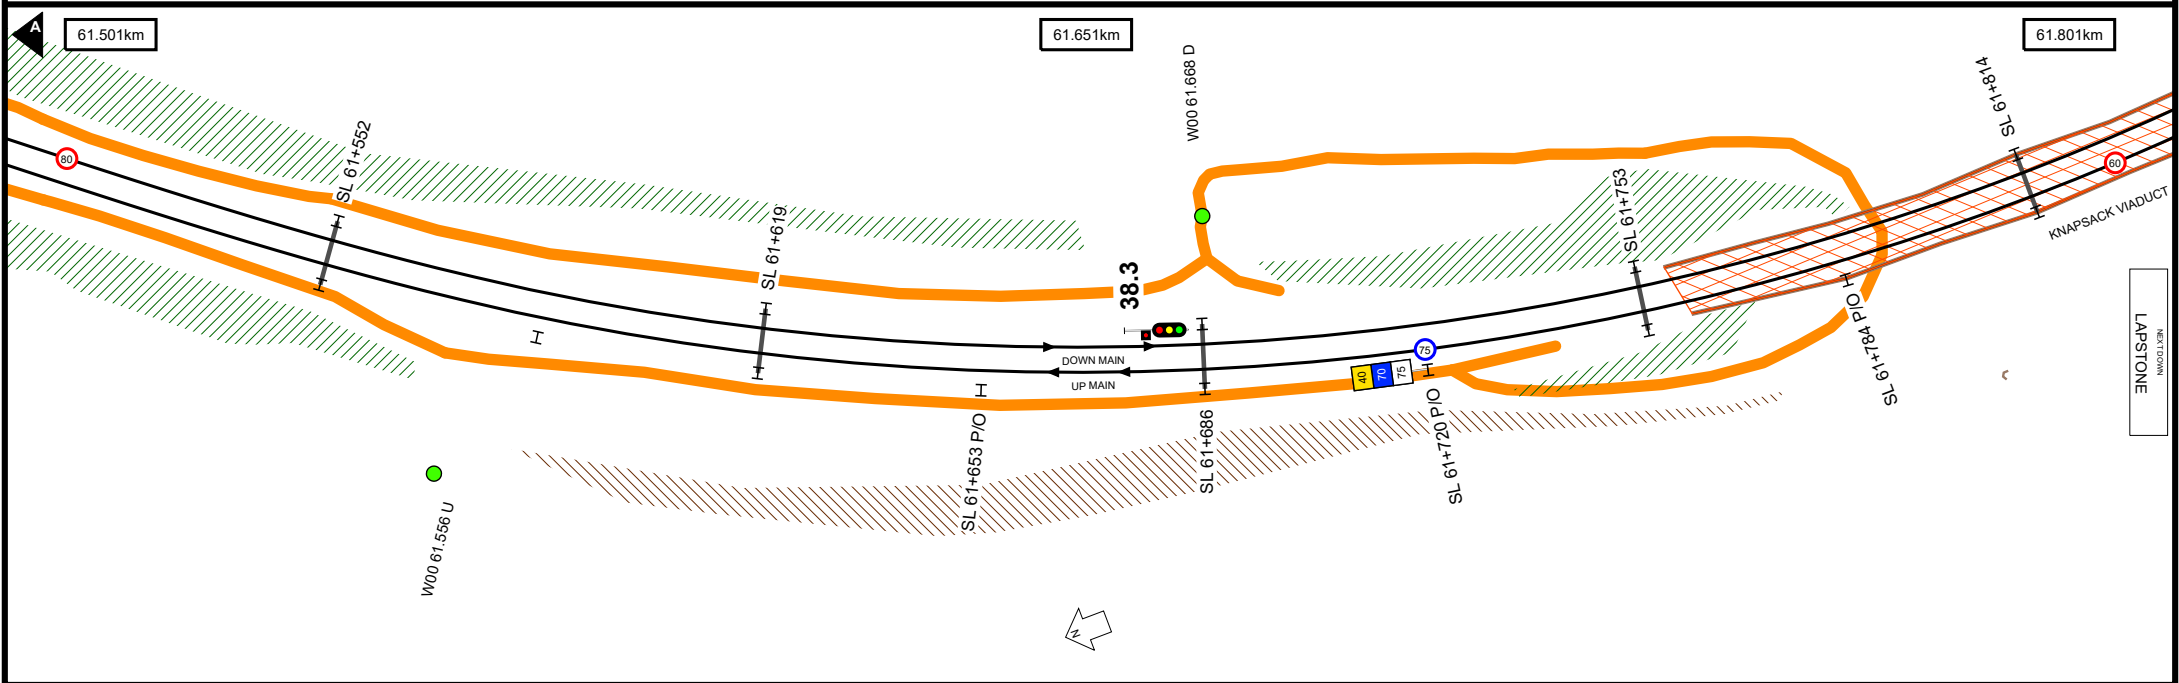 A
61.501km
61.651km
61.801km
W00 61.668 D
SL 61+814
SL 61+552
80
60
SL 61+753
KNAPSACK VIADUCT
SL 61+619
38.3
DOWN MAIN
UP MAIN
75
40
70
75
SL 61+784 P/O
NEXT DOWN
LAPSTONE
SL 61+653 P/O
SL 61+686
SL 61+720 P/O
W00 61.556 U
N